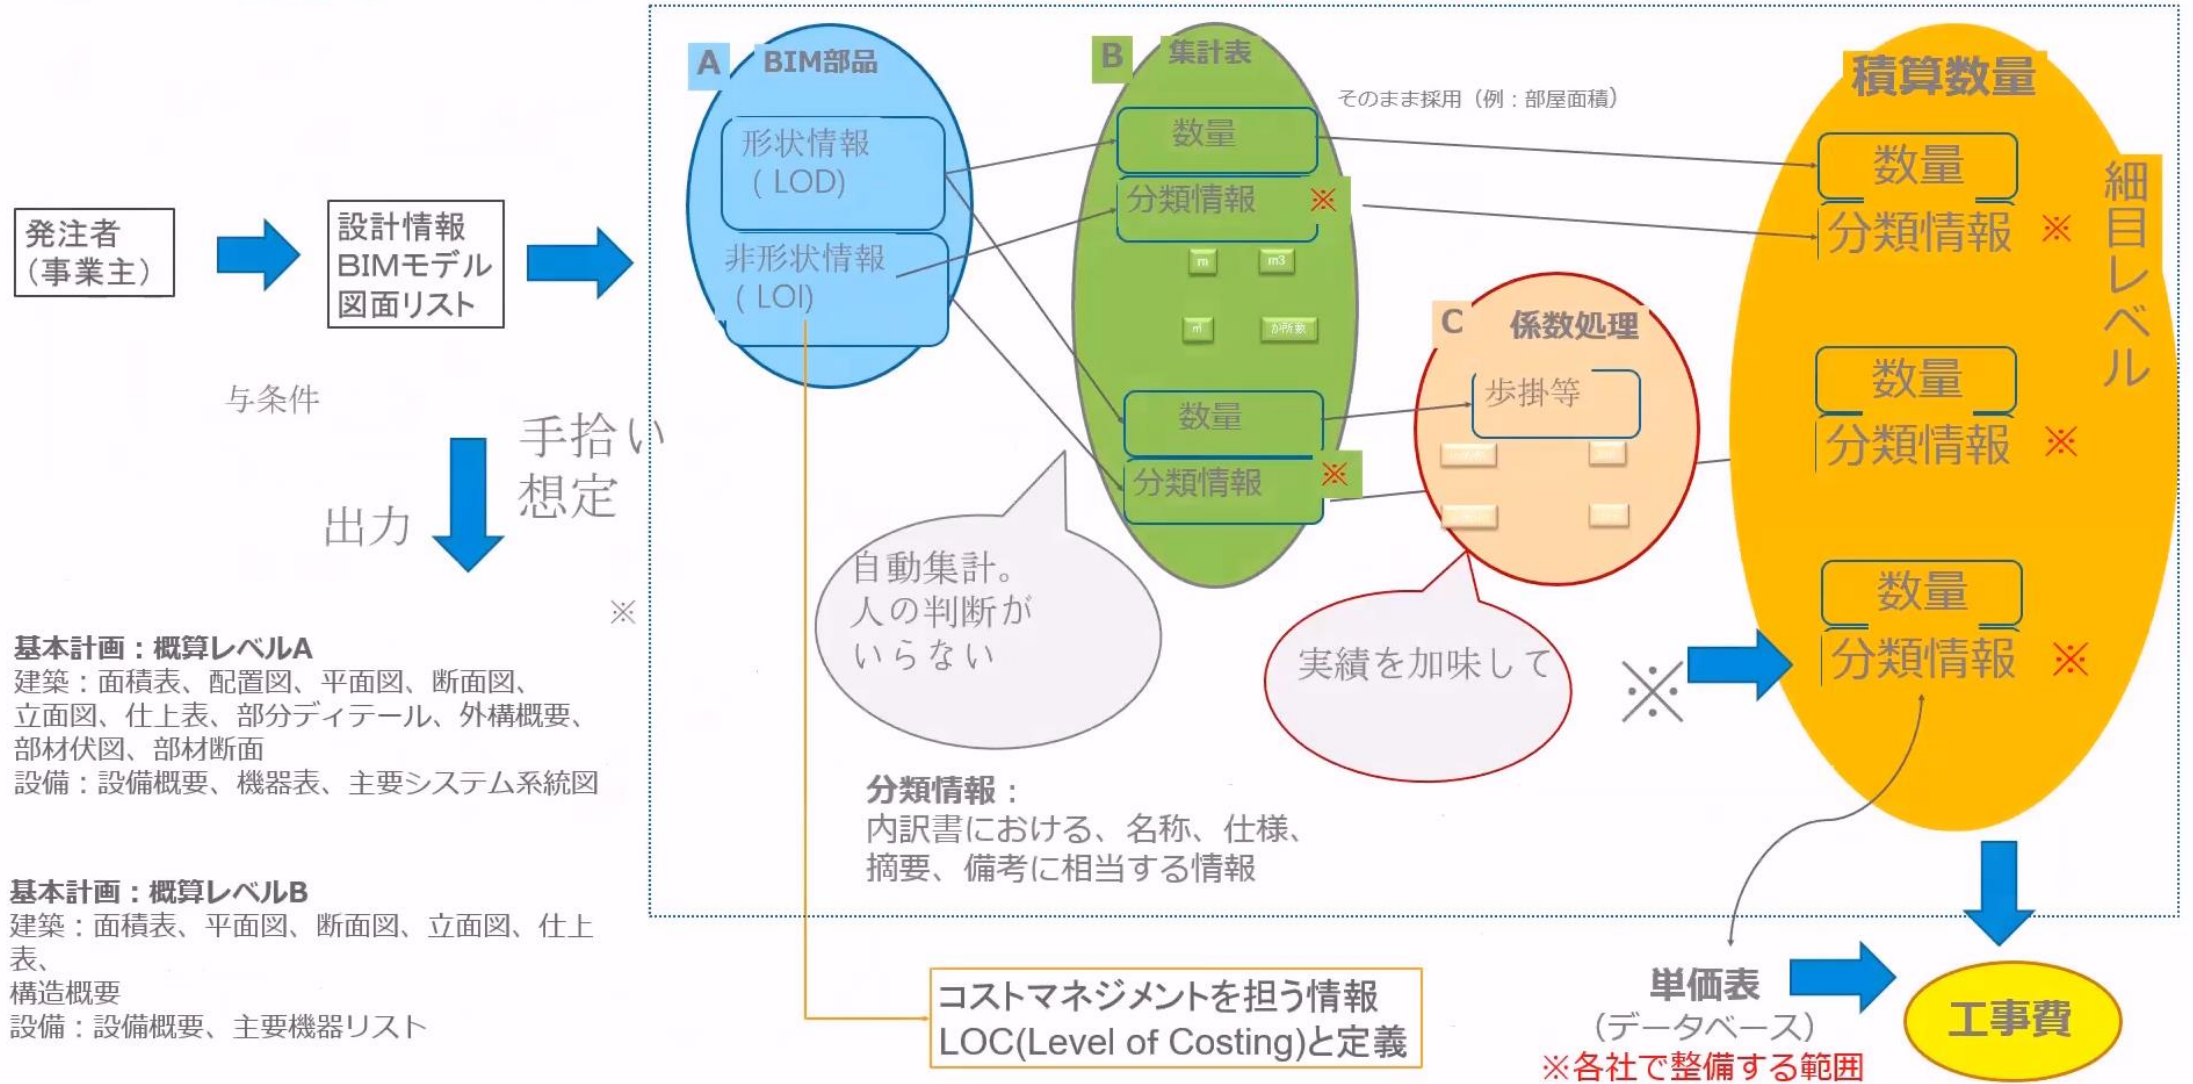 発注者
（事業主）
設計情報
BIMモデル
図面リスト
与条件
手拾い
想定
出力
※
基本計画：概算レベルA
建築：面積表、配置図、平面図、断面図、
立面図、仕上表、部分ディテール、外構概要、
部材伏図、部材断面
設備：設備概要、機器表、主要システム系統図
基本計画：概算レベルB
建築：面積表、平面図、断面図、立面図、仕上
表、
構造概要
設備：設備概要、主要機器リスト
A BIM部品
形状情報
( LOD)
非形状情報
( LOI)
B 集計表
数量
分類情報 ※
m m3
㎡ か所数
数量
分類情報 ※
そのまま採用（例：部屋面積）
C 係数処理
歩掛等
自動集計。
人の判断が
いらない
実績を加味して
※
分類情報：
内訳書における、名称、仕様、
摘要、備考に相当する情報
積算数量
細目レベル
数量
分類情報 ※
数量
分類情報 ※
数量
分類情報 ※
コストマネジメントを担う情報
LOC(Level of Costing)と定義
単価表
（データベース）
※各社で整備する範囲
工事費